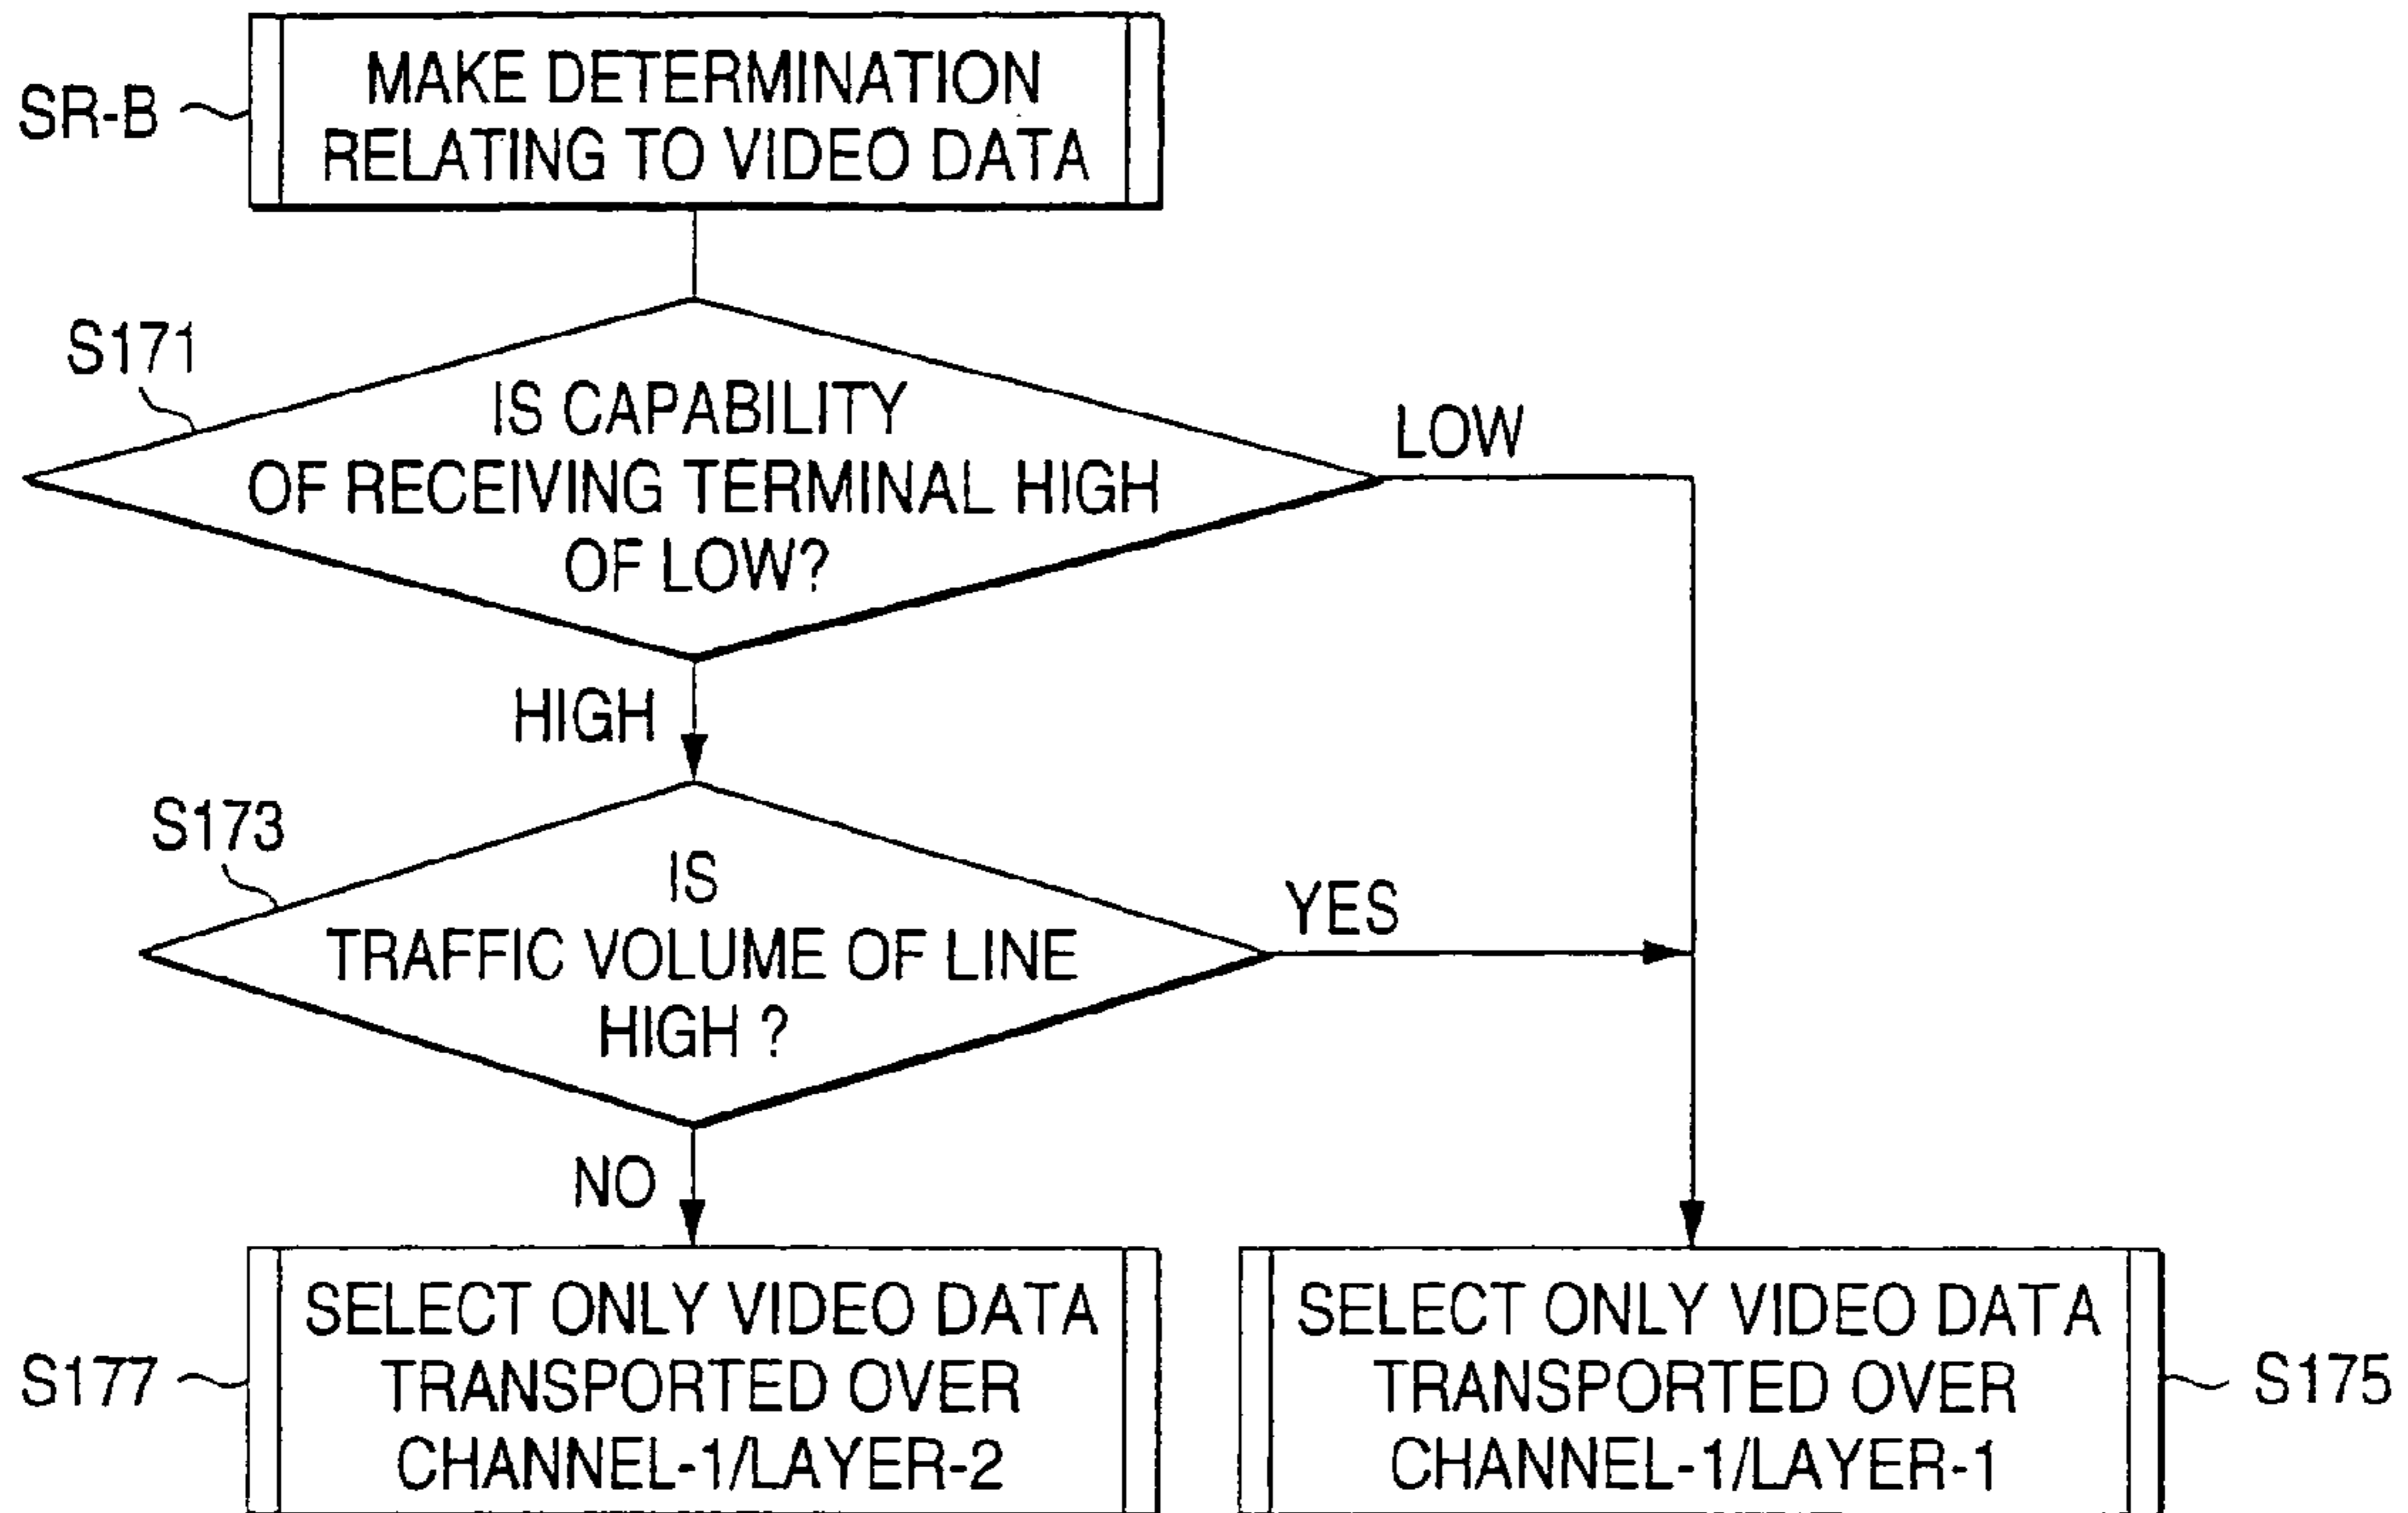 SR-B
MAKE DETERMINATION
RELATING TO VIDEO DATA
S171
IS CAPABILITY
OF RECEIVING TERMINAL HIGH
OF LOW?
LOW
HIGH
S173
IS
TRAFFIC VOLUME OF LINE
HIGH ?
YES
NO
S177
SELECT ONLY VIDEO DATA
TRANSPORTED OVER
CHANNEL-1/LAYER-2
SELECT ONLY VIDEO DATA
TRANSPORTED OVER
CHANNEL-1/LAYER-1
S175